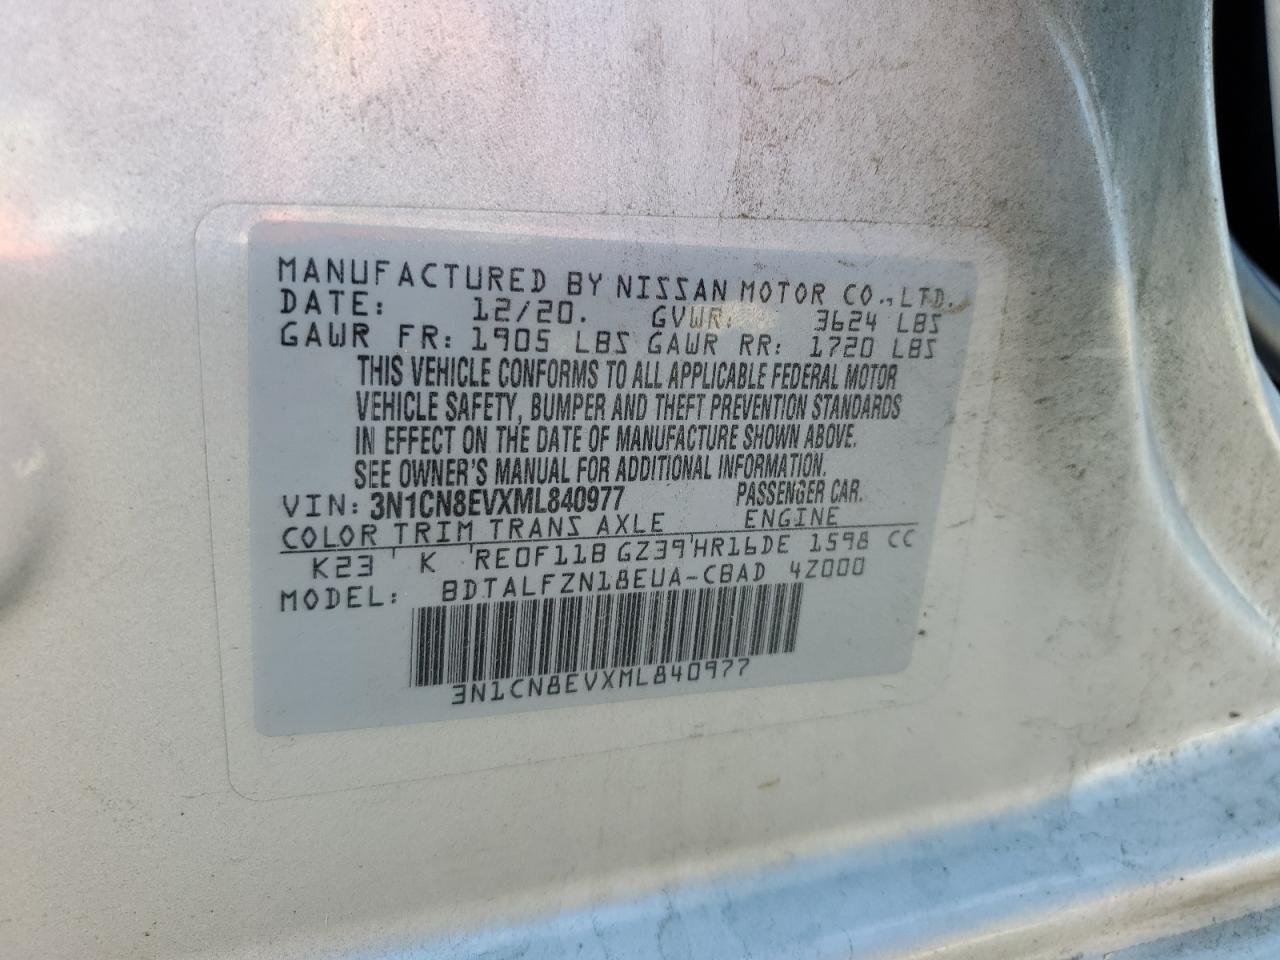 MANUFACTURED BY NISSAN MOTOR CO.,LTD.
DATE: 12/20. GVWR: 3624 LBS
GAWR FR: 1905 LBS GAWR RR: 1720 LBS
THIS VEHICLE CONFORMS TO ALL APPLICABLE FEDERAL MOTOR
VEHICLE SAFETY, BUMPER AND THEFT PREVENTION STANDARDS
IN EFFECT ON THE DATE OF MANUFACTURE SHOWN ABOVE.
SEE OWNER'S MANUAL FOR ADDITIONAL INFORMATION.
VIN: 3N1CN8EVXML840977 PASSENGER CAR.
COLOR TRIM TRANS AXLE ENGINE
K23 K RE0F11B GZ39 HR16DE 1598 CC
MODEL: BDTALFZN18EUA-CBAD 4Z000
3N1CN8EVXML840977